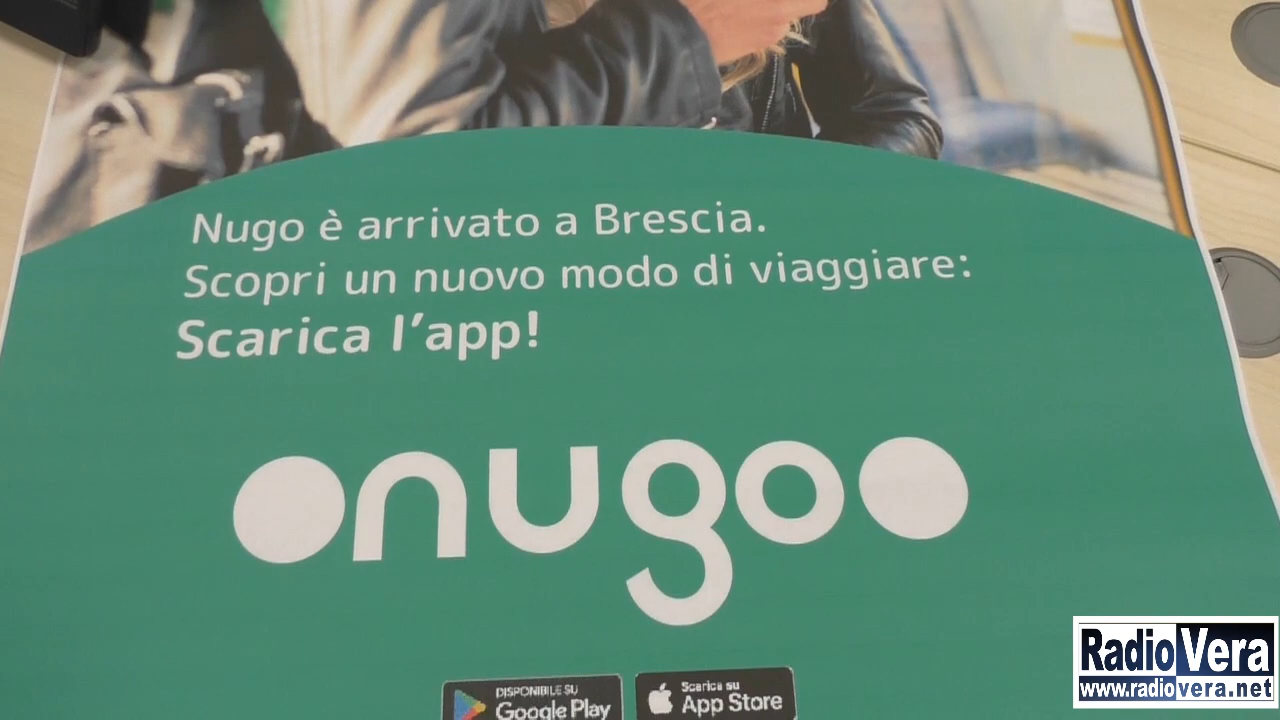 Nugo è arrivato a Brescia.
Scopri un nuovo modo di viaggiare:
Scarica l'app!
nugo
DISPONIBILE SU
Google Play
Scarica su
App Store
RadioVera
www.radiovera.net